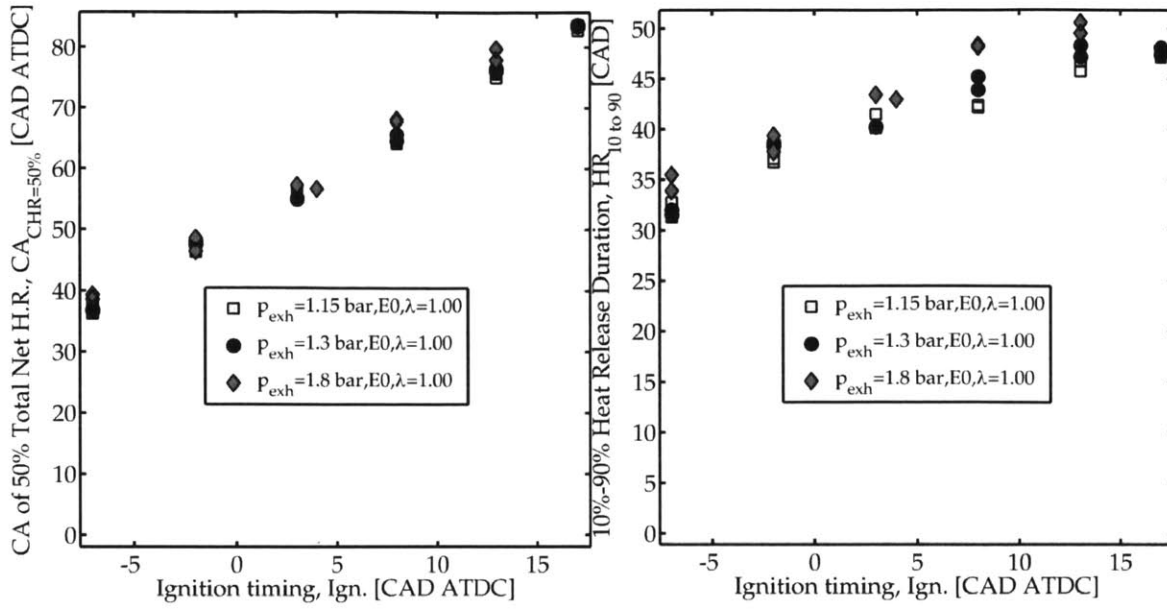 CA of 50% Total Net H.R., CA_CHR=50% [CAD ATDC]
80
70
60
50
40
30
20
10
0
-5 0 5 10 15
Ignition timing, Ign. [CAD ATDC]
p_exh=1.15 bar,E0,λ=1.00
p_exh=1.3 bar,E0,λ=1.00
p_exh=1.8 bar,E0,λ=1.00
10%-90% Heat Release Duration, HR_10 to 90 [CAD]
50
45
40
35
30
25
20
15
10
5
0
-5 0 5 10 15
Ignition timing, Ign. [CAD ATDC]
p_exh=1.15 bar,E0,λ=1.00
p_exh=1.3 bar,E0,λ=1.00
p_exh=1.8 bar,E0,λ=1.00